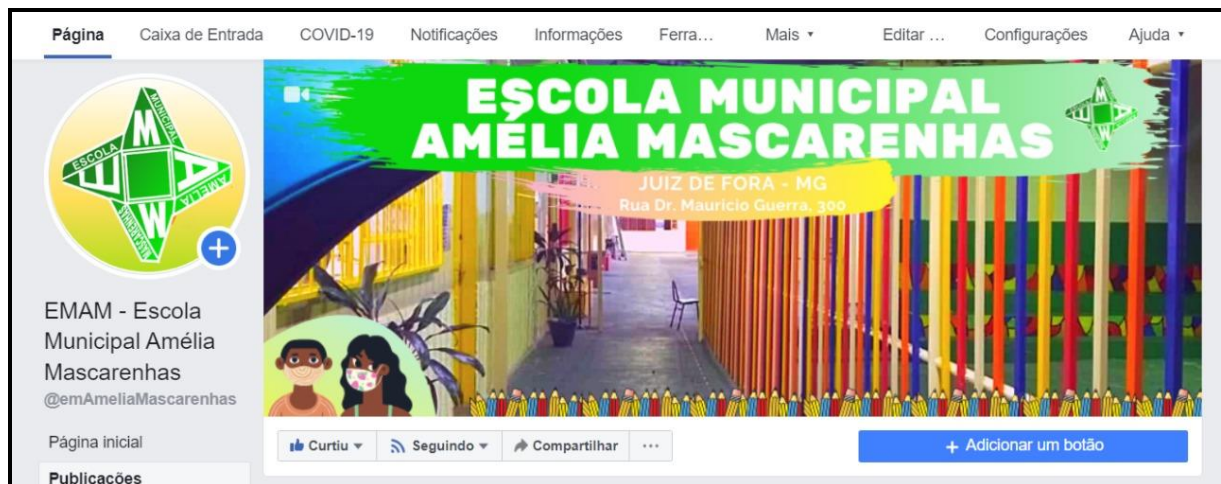 Página Caixa de Entrada COVID-19 Notificações Informações Ferra... Mais Editar ... Configurações Ajuda
ESCOLA MUNICIPAL
AMÉLIA MASCARENHAS
JUIZ DE FORA - MG
Rua Dr. Mauricio Guerra, 300
ESCOLA
MUNICIPAL
AMÉLIA
MASCARENHAS
E M A M
EMAM - Escola
Municipal Amélia
Mascarenhas
@emAmeliaMascarenhas
Página inicial
Publicações
Curtiu Seguindo Compartilhar ...
+ Adicionar um botão